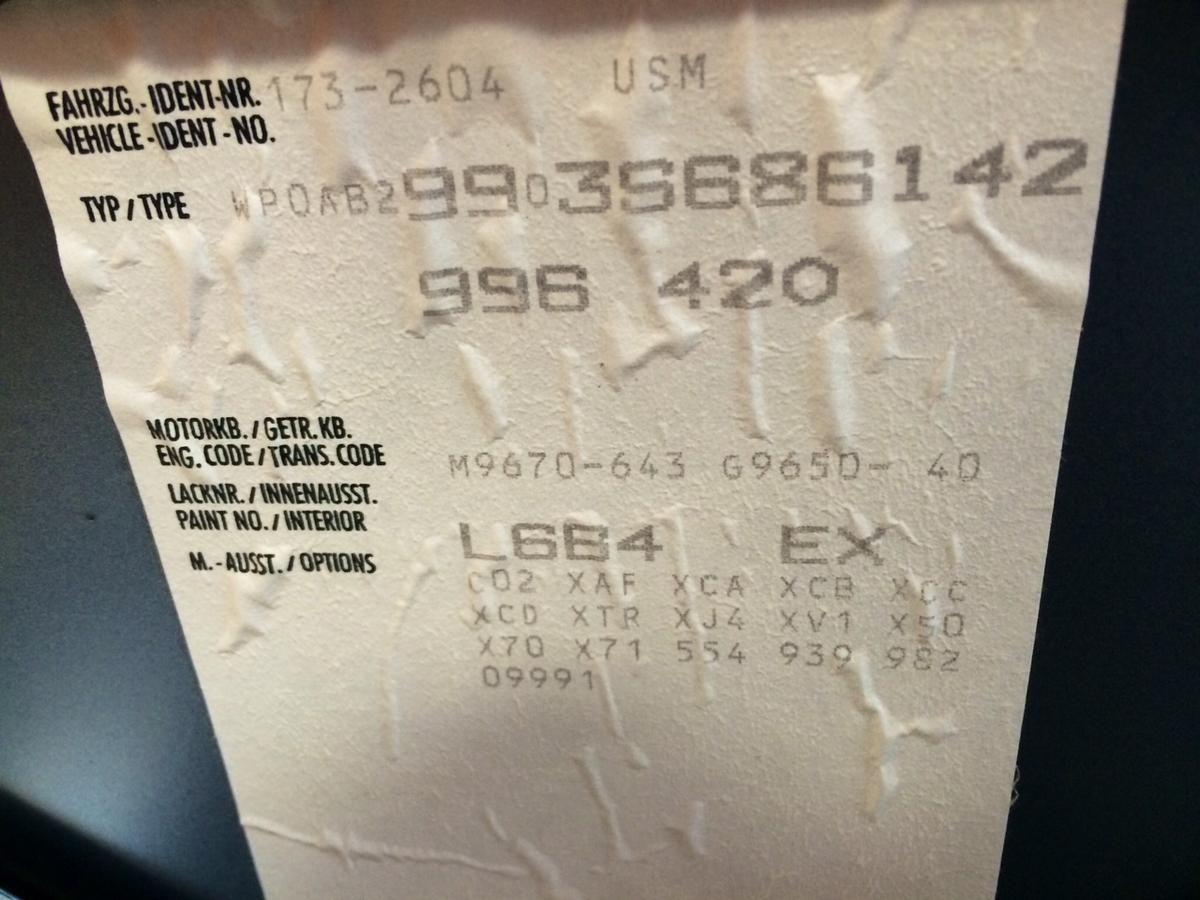 FAHRZG.-IDENT-NR. 173-2604 USM
VEHICLE-IDENT-NO.
TYP/TYPE WP0AB29903S686142
996 420
MOTORKB./GETR.KB.
ENG.CODE/TRANS.CODE M9670-643 G9650- 40
LACKNR./INNENAUSST.
PAINT NO./INTERIOR L6B4 EX
M.-AUSST./OPTIONS
C02 XAF XCA XCB XCC
XCD XTR XJ4 XV1 X50
X70 X71 554 939 982
09991